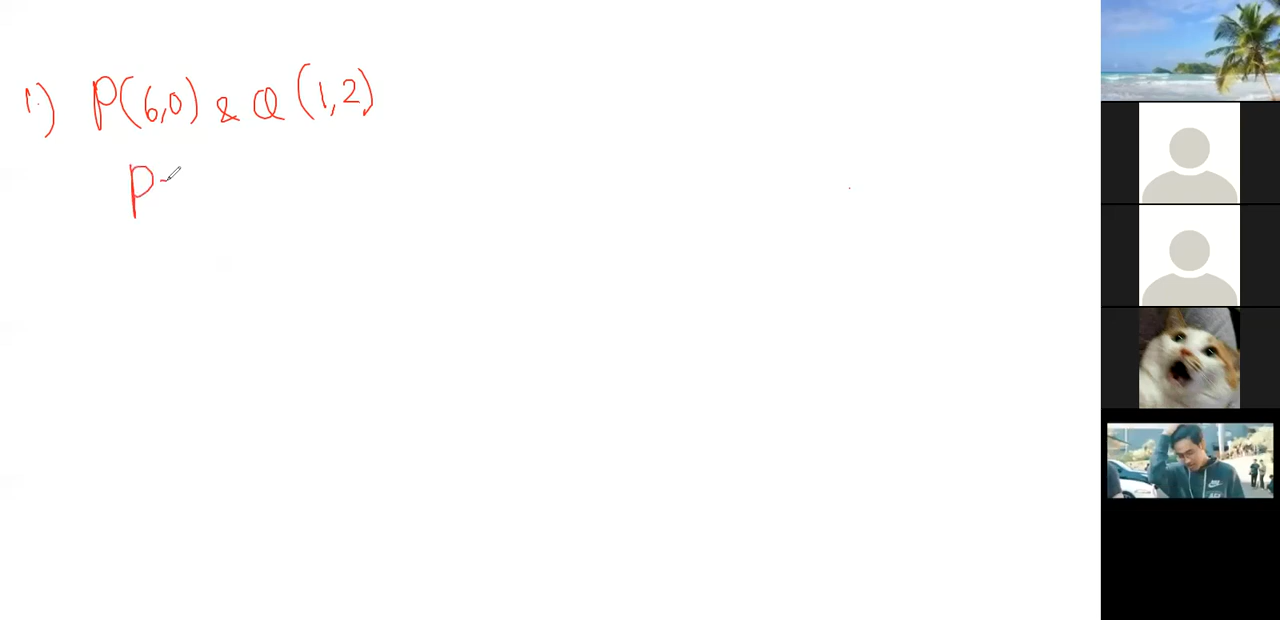 1.) P(6,0) & Q (1,2)
P-